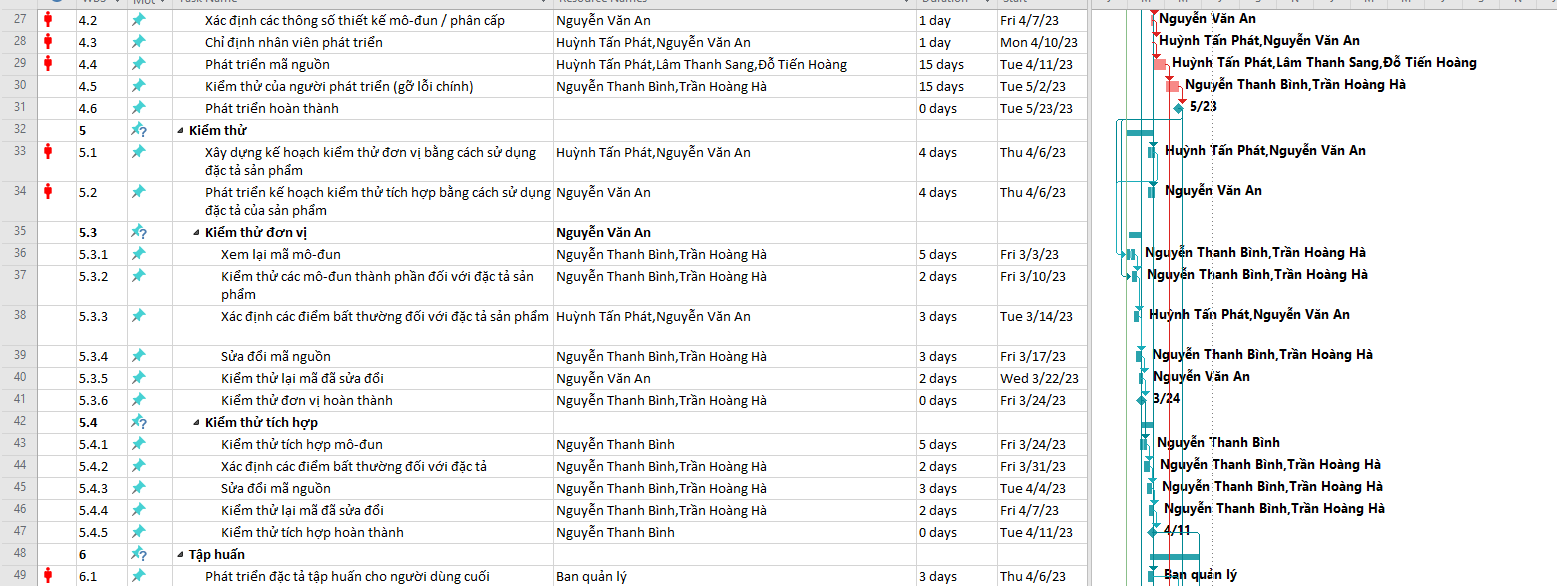 WBS Task Name Resource Names Duration Start
27 4.2 Xác định các thông số thiết kế mô-đun / phân cấp Nguyễn Văn An 1 day Fri 4/7/23 Nguyễn Văn An
28 4.3 Chỉ định nhân viên phát triển Huỳnh Tấn Phát,Nguyễn Văn An 1 day Mon 4/10/23 Huỳnh Tấn Phát,Nguyễn Văn An
29 4.4 Phát triển mã nguồn Huỳnh Tấn Phát,Lâm Thanh Sang,Đỗ Tiến Hoàng 15 days Tue 4/11/23 Huỳnh Tấn Phát,Lâm Thanh Sang,Đỗ Tiến Hoàng
30 4.5 Kiểm thử của người phát triển (gỡ lỗi chính) Nguyễn Thanh Bình,Trần Hoàng Hà 15 days Tue 5/2/23 Nguyễn Thanh Bình,Trần Hoàng Hà
31 4.6 Phát triển hoàn thành 0 days Tue 5/23/23 5/23
32 5 Kiểm thử
33 5.1 Xây dựng kế hoạch kiểm thử đơn vị bằng cách sử dụng Huỳnh Tấn Phát,Nguyễn Văn An 4 days Thu 4/6/23 Huỳnh Tấn Phát,Nguyễn Văn An
đặc tả sản phẩm
34 5.2 Phát triển kế hoạch kiểm thử tích hợp bằng cách sử dụng Nguyễn Văn An 4 days Thu 4/6/23 Nguyễn Văn An
đặc tả của sản phẩm
35 5.3 Kiểm thử đơn vị Nguyễn Văn An
36 5.3.1 Xem lại mã mô-đun Nguyễn Thanh Bình,Trần Hoàng Hà 5 days Fri 3/3/23 Nguyễn Thanh Bình,Trần Hoàng Hà
37 5.3.2 Kiểm thử các mô-đun thành phần đối với đặc tả sản Nguyễn Thanh Bình,Trần Hoàng Hà 2 days Fri 3/10/23 Nguyễn Thanh Bình,Trần Hoàng Hà
phẩm
38 5.3.3 Xác định các điểm bất thường đối với đặc tả sản phẩm Huỳnh Tấn Phát,Nguyễn Văn An 3 days Tue 3/14/23 Huỳnh Tấn Phát,Nguyễn Văn An
39 5.3.4 Sửa đổi mã nguồn Nguyễn Thanh Bình,Trần Hoàng Hà 3 days Fri 3/17/23 Nguyễn Thanh Bình,Trần Hoàng Hà
40 5.3.5 Kiểm thử lại mã đã sửa đổi Nguyễn Văn An 2 days Wed 3/22/23 Nguyễn Văn An
41 5.3.6 Kiểm thử đơn vị hoàn thành Nguyễn Thanh Bình,Trần Hoàng Hà 0 days Fri 3/24/23 3/24
42 5.4 Kiểm thử tích hợp
43 5.4.1 Kiểm thử tích hợp mô-đun Nguyễn Thanh Bình 5 days Fri 3/24/23 Nguyễn Thanh Bình
44 5.4.2 Xác định các điểm bất thường đối với đặc tả Nguyễn Thanh Bình,Trần Hoàng Hà 2 days Fri 3/31/23 Nguyễn Thanh Bình,Trần Hoàng Hà
45 5.4.3 Sửa đổi mã nguồn Nguyễn Thanh Bình,Trần Hoàng Hà 3 days Tue 4/4/23 Nguyễn Thanh Bình,Trần Hoàng Hà
46 5.4.4 Kiểm thử lại mã đã sửa đổi Nguyễn Thanh Bình,Trần Hoàng Hà 2 days Fri 4/7/23 Nguyễn Thanh Bình,Trần Hoàng Hà
47 5.4.5 Kiểm thử tích hợp hoàn thành Nguyễn Thanh Bình 0 days Tue 4/11/23 4/11
48 6 Tập huấn
49 6.1 Phát triển đặc tả tập huấn cho người dùng cuối Ban quản lý 3 days Thu 4/6/23 Ban quản lý